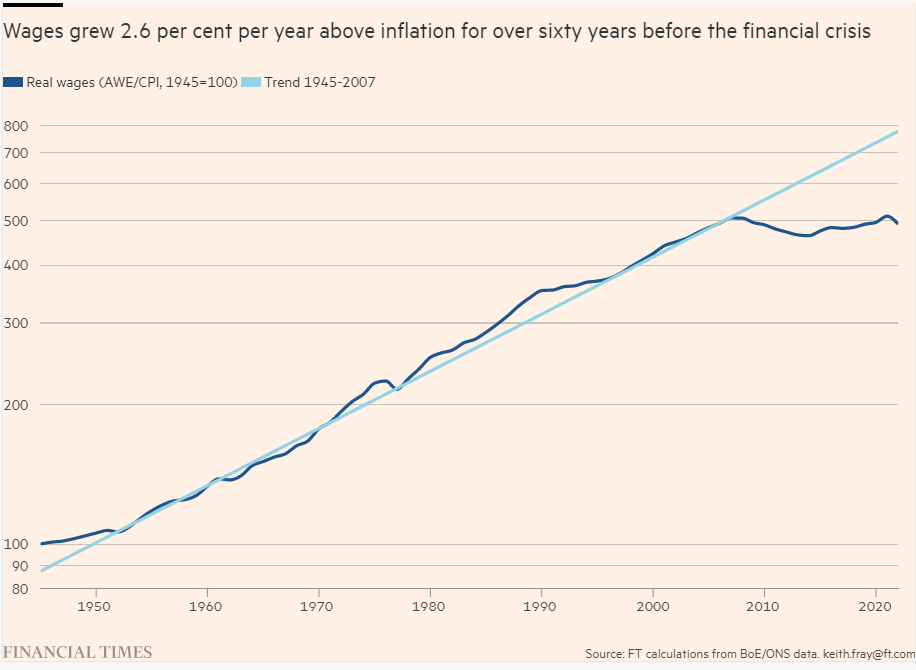 Wages grew 2.6 per cent per year above inflation for over sixty years before the financial crisis
Real wages (AWE/CPI, 1945=100) Trend 1945-2007
800
700
600
500
400
300
200
100
90
80
1950 1960 1970 1980 1990 2000 2010 2020
FINANCIAL TIMES
Source: FT calculations from BoE/ONS data. keith.fray@ft.com